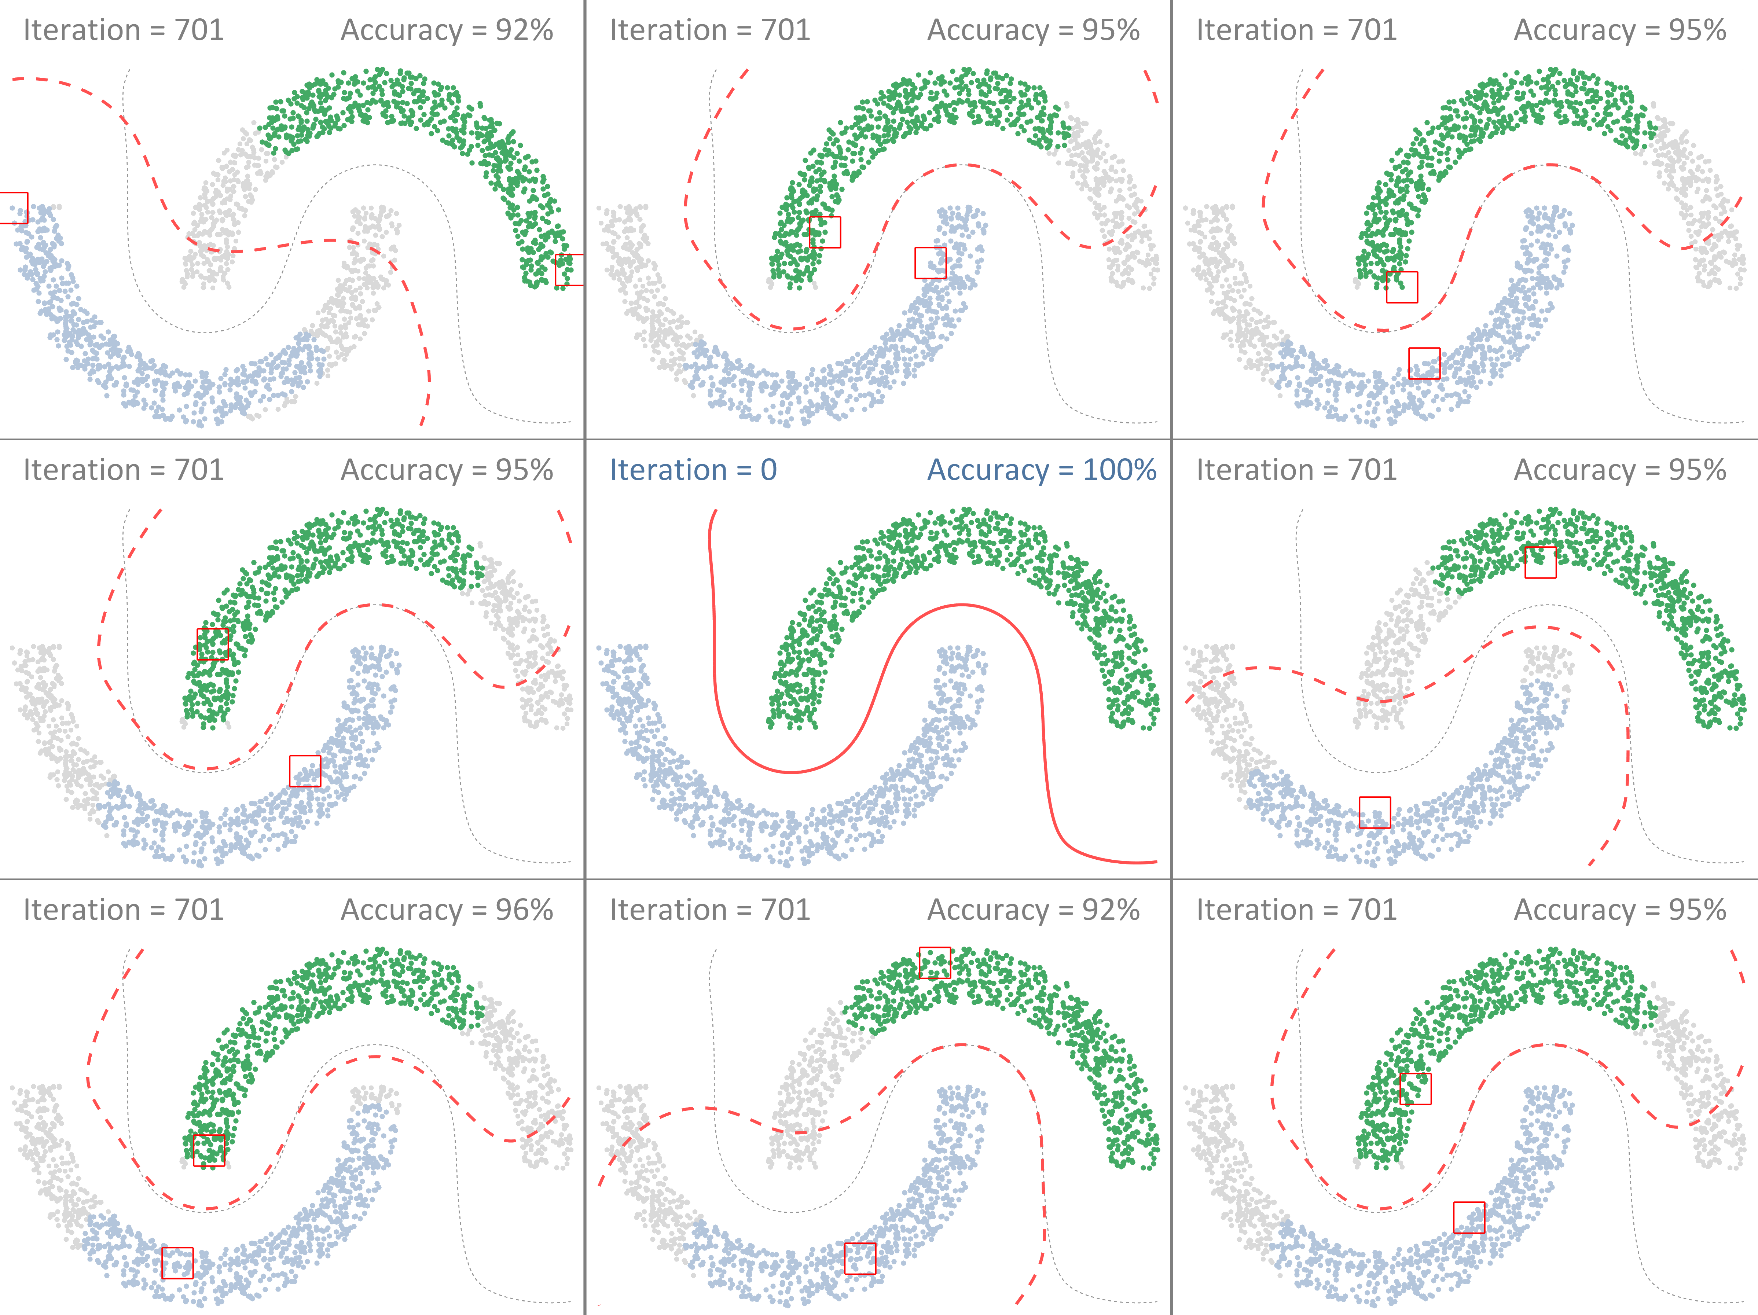 Iteration = 701 Accuracy = 92%
Iteration = 701 Accuracy = 95%
Iteration = 701 Accuracy = 95%
Iteration = 701 Accuracy = 95%
Iteration = 0 Accuracy = 100%
Iteration = 701 Accuracy = 95%
Iteration = 701 Accuracy = 96%
Iteration = 701 Accuracy = 92%
Iteration = 701 Accuracy = 95%